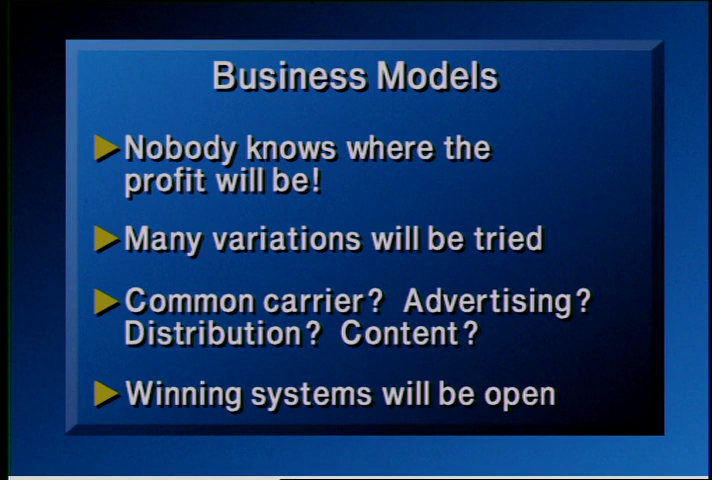 Business Models
Nobody knows where the
profit will be!
Many variations will be tried
Common carrier? Advertising?
Distribution? Content?
Winning systems will be open